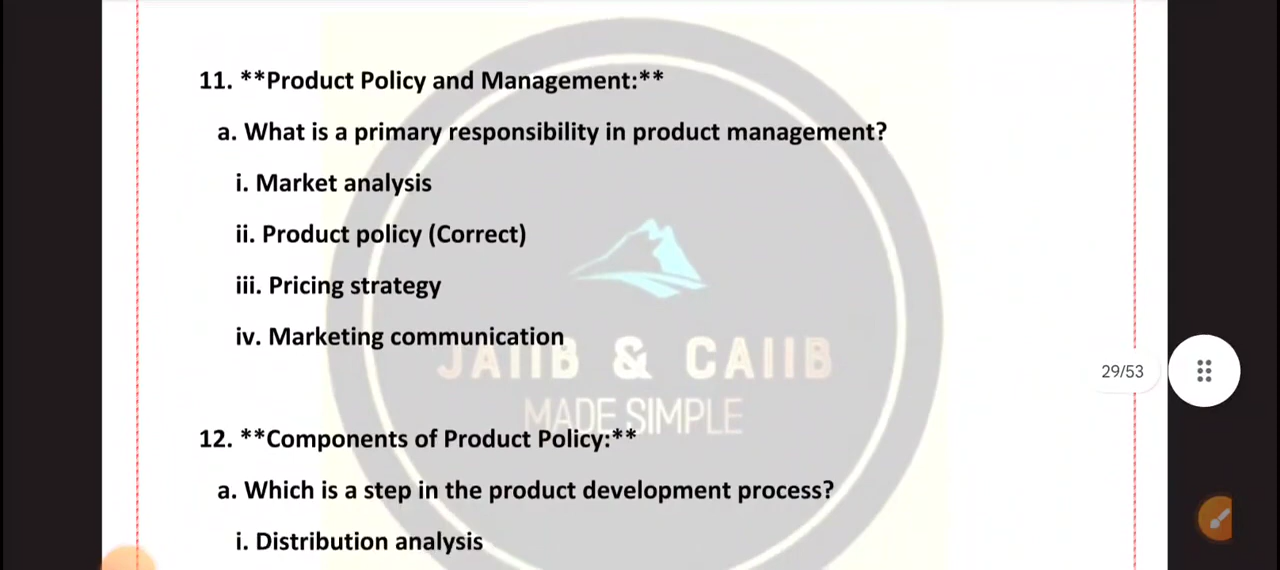 11. **Product Policy and Management:**
a. What is a primary responsibility in product management?
i. Market analysis
ii. Product policy (Correct)
iii. Pricing strategy
iv. Marketing communication
JAIIB & CAIIB
MADE SIMPLE
29/53
12. **Components of Product Policy:**
a. Which is a step in the product development process?
i. Distribution analysis